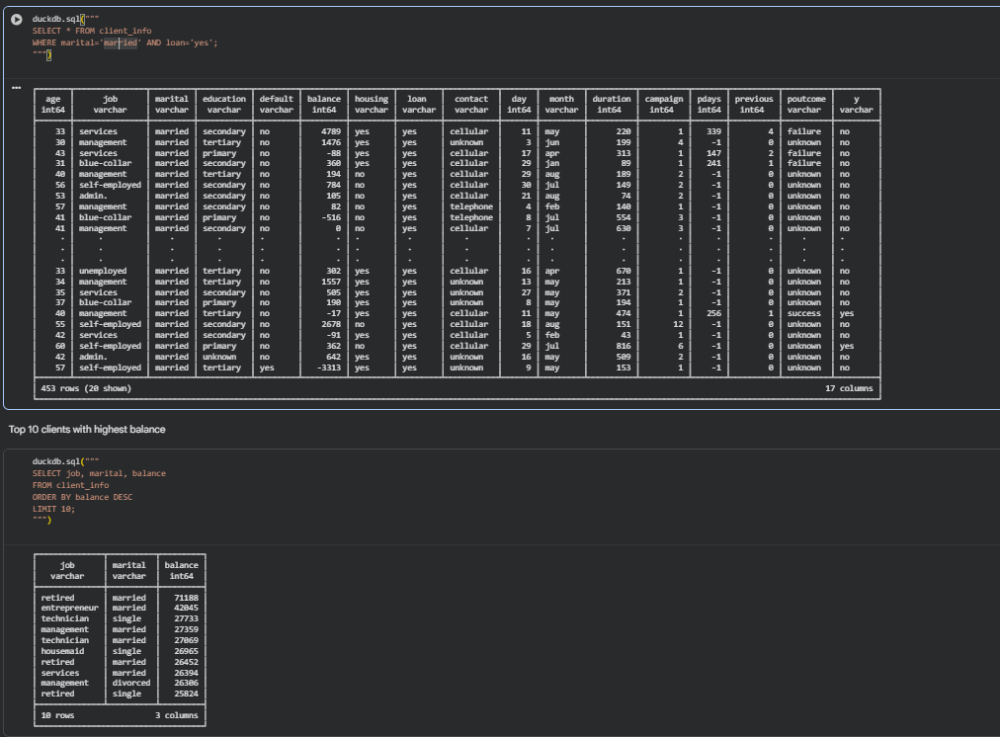 duckdb.sql("""
SELECT * FROM client_info
WHERE marital='married' AND loan='yes';
""")
age job marital education default balance housing loan contact day month duration campaign pdays previous poutcome y
int64 varchar varchar varchar varchar int64 varchar varchar varchar int64 varchar int64 int64 int64 int64 varchar varchar
33 services married secondary no 4789 yes yes cellular 11 may 220 1 339 4 failure no
30 management married tertiary no 1476 yes yes unknown 3 jun 199 4 -1 0 unknown no
43 services married primary no -88 yes yes cellular 17 apr 313 1 147 2 failure no
31 blue-collar married secondary no 360 yes yes cellular 29 jan 89 1 241 1 failure no
40 management married tertiary no 194 no yes cellular 29 aug 189 2 -1 0 unknown no
56 self-employed married secondary no 784 no yes cellular 30 jul 149 2 -1 0 unknown no
53 admin. married secondary no 105 no yes cellular 21 aug 74 2 -1 0 unknown no
57 management married secondary no 82 no yes telephone 4 feb 140 1 -1 0 unknown no
41 blue-collar married primary no -516 no yes telephone 8 jul 554 3 -1 0 unknown no
41 management married secondary no 0 no yes cellular 7 jul 630 3 -1 0 unknown no
. . . . . . . . . . . . . . . . .
. . . . . . . . . . . . . . . . .
. . . . . . . . . . . . . . . . .
33 unemployed married tertiary no 302 yes yes cellular 16 apr 670 1 -1 0 unknown no
34 management married tertiary no 1557 yes yes unknown 13 may 213 1 -1 0 unknown no
35 services married secondary no 505 yes yes unknown 27 may 371 2 -1 0 unknown no
37 blue-collar married primary no 190 yes yes unknown 8 may 194 1 -1 0 unknown no
40 management married tertiary no -17 yes yes cellular 11 may 474 1 256 1 success yes
55 self-employed married secondary no 2678 no yes cellular 18 aug 151 12 -1 0 unknown no
42 services married secondary no -91 yes yes cellular 5 feb 43 1 -1 0 unknown no
60 self-employed married primary no 362 no yes cellular 29 jul 816 6 -1 0 unknown yes
42 admin. married unknown no 642 yes yes unknown 16 may 509 2 -1 0 unknown no
57 self-employed married tertiary yes -3313 yes yes unknown 9 may 153 1 -1 0 unknown no
453 rows (20 shown) 17 columns
Top 10 clients with highest balance
duckdb.sql("""
SELECT job, marital, balance
FROM client_info
ORDER BY balance DESC
LIMIT 10;
""")
job marital balance
varchar varchar int64
retired married 71188
entrepreneur married 42045
technician single 27733
management married 27359
technician married 27069
housemaid single 26965
retired married 26452
services married 26394
management divorced 26306
retired single 25824
10 rows 3 columns